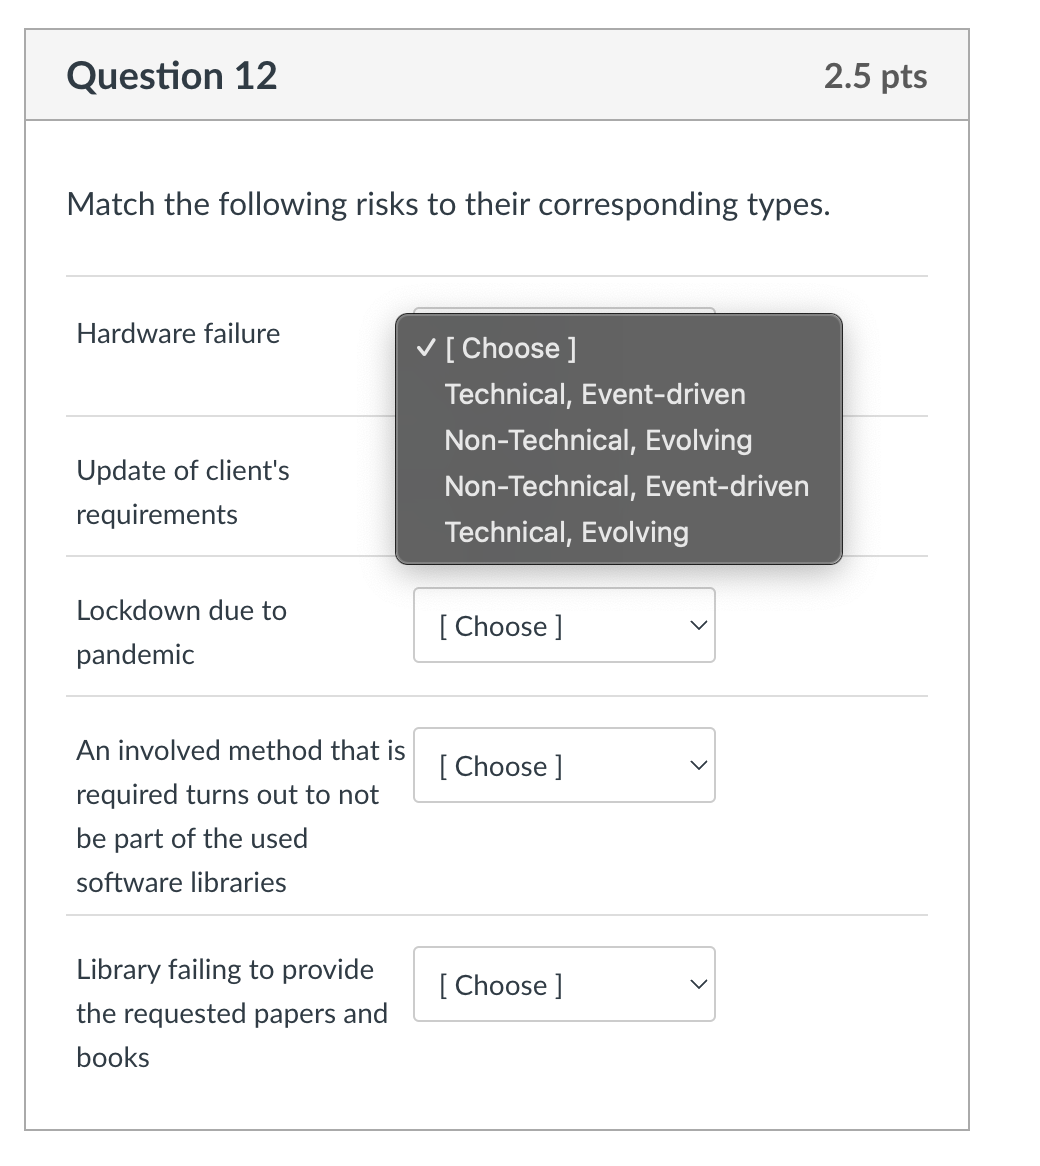 Question 12
2.5 pts
Match the following risks to their corresponding types.
Hardware failure
✓ [ Choose ]
Technical, Event-driven
Non-Technical, Evolving
Non-Technical, Event-driven
Technical, Evolving
Update of client's
requirements
Lockdown due to
pandemic
[ Choose ]
An involved method that is
required turns out to not
be part of the used
software libraries
[ Choose ]
Library failing to provide
the requested papers and
books
[ Choose ]